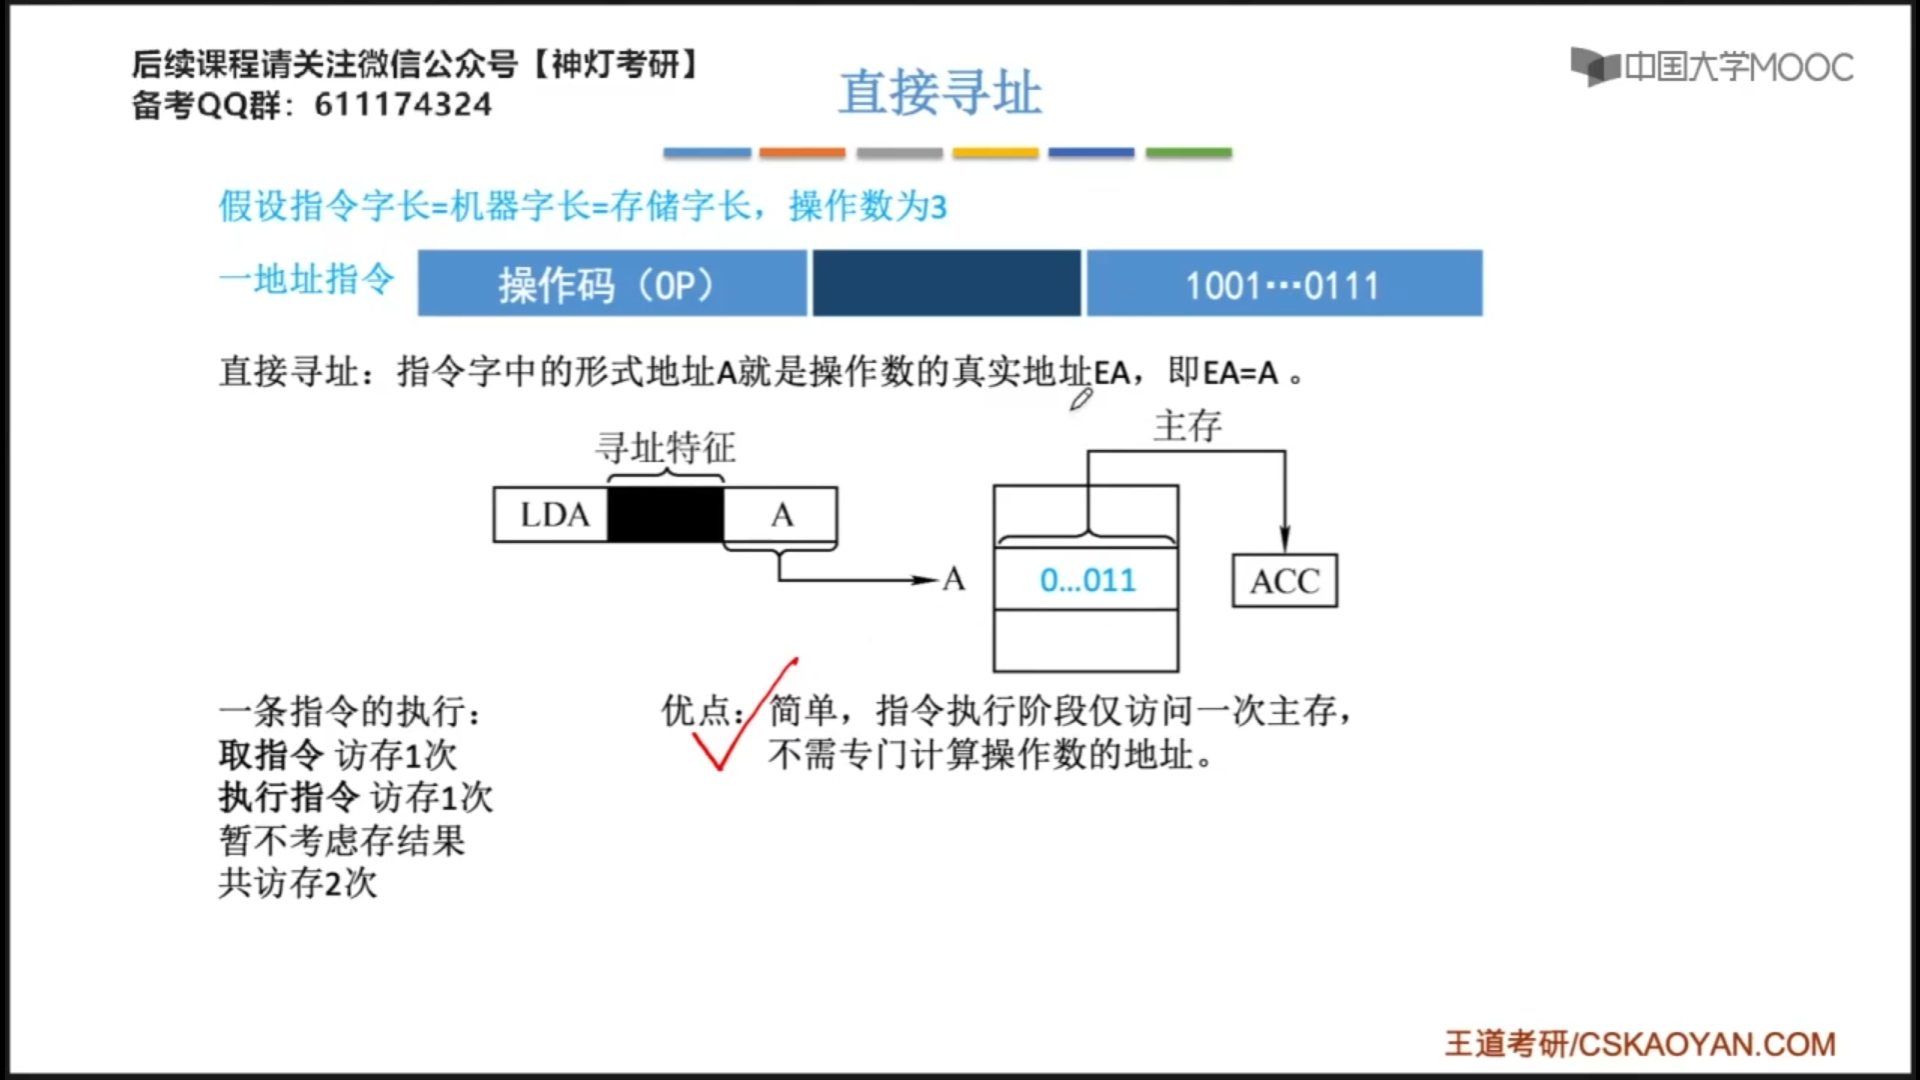 后续课程请关注微信公众号【神灯考研】
备考QQ群：611174324
中国大学MOOC
直接寻址
假设指令字长=机器字长=存储字长，操作数为3
一地址指令 操作码（OP） 1001…0111
直接寻址：指令字中的形式地址A就是操作数的真实地址EA，即EA=A 。
主存
寻址特征
LDA A
A 0...011 ACC
一条指令的执行：
取指令 访存1次
执行指令 访存1次
暂不考虑存结果
共访存2次
优点：简单，指令执行阶段仅访问一次主存，
不需专门计算操作数的地址。
王道考研/CSKAOYAN.COM